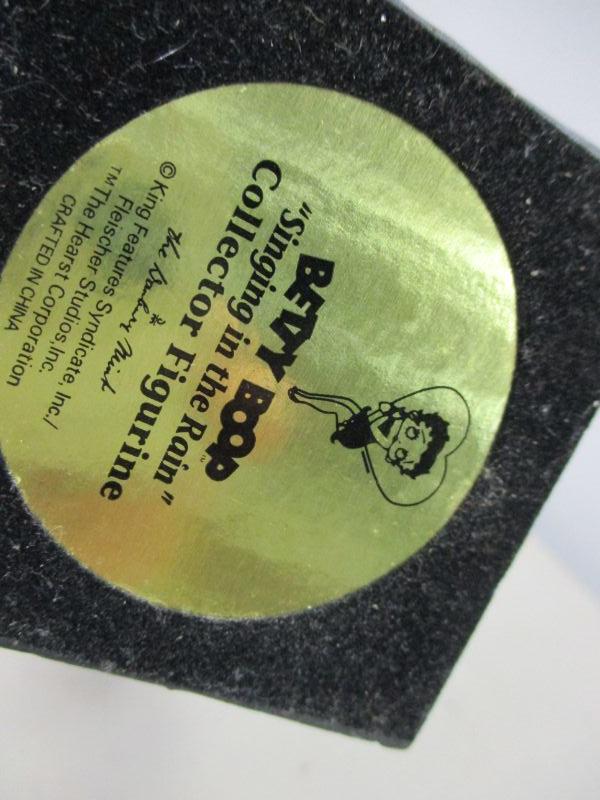 BETTY BOOP™
"Singing in the Rain"
Collector Figurine
The Danbury Mint
© King Features Syndicate, Inc./
Fleischer Studios, Inc.
™ The Hearst Corporation
CRAFTED IN CHINA